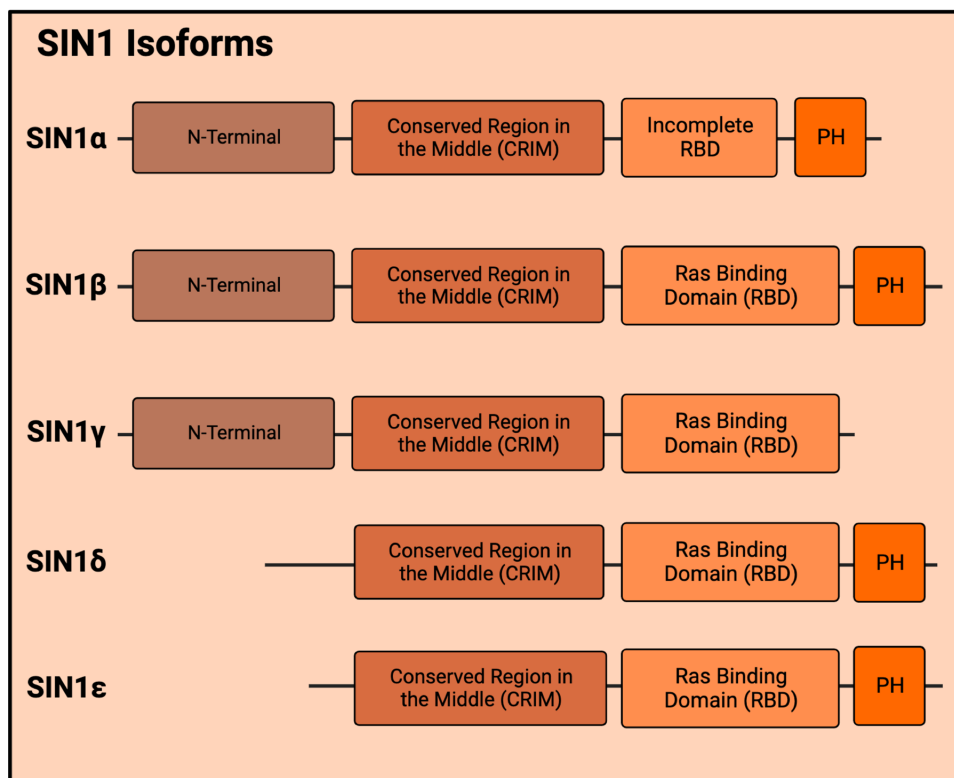 SIN1 Isoforms
SIN1α
N-Terminal
Conserved Region in
the Middle (CRIM)
Incomplete
RBD
PH
SIN1β
N-Terminal
Conserved Region in
the Middle (CRIM)
Ras Binding
Domain (RBD)
PH
SIN1γ
N-Terminal
Conserved Region in
the Middle (CRIM)
Ras Binding
Domain (RBD)
SIN1δ
Conserved Region in
the Middle (CRIM)
Ras Binding
Domain (RBD)
PH
SIN1ε
Conserved Region in
the Middle (CRIM)
Ras Binding
Domain (RBD)
PH